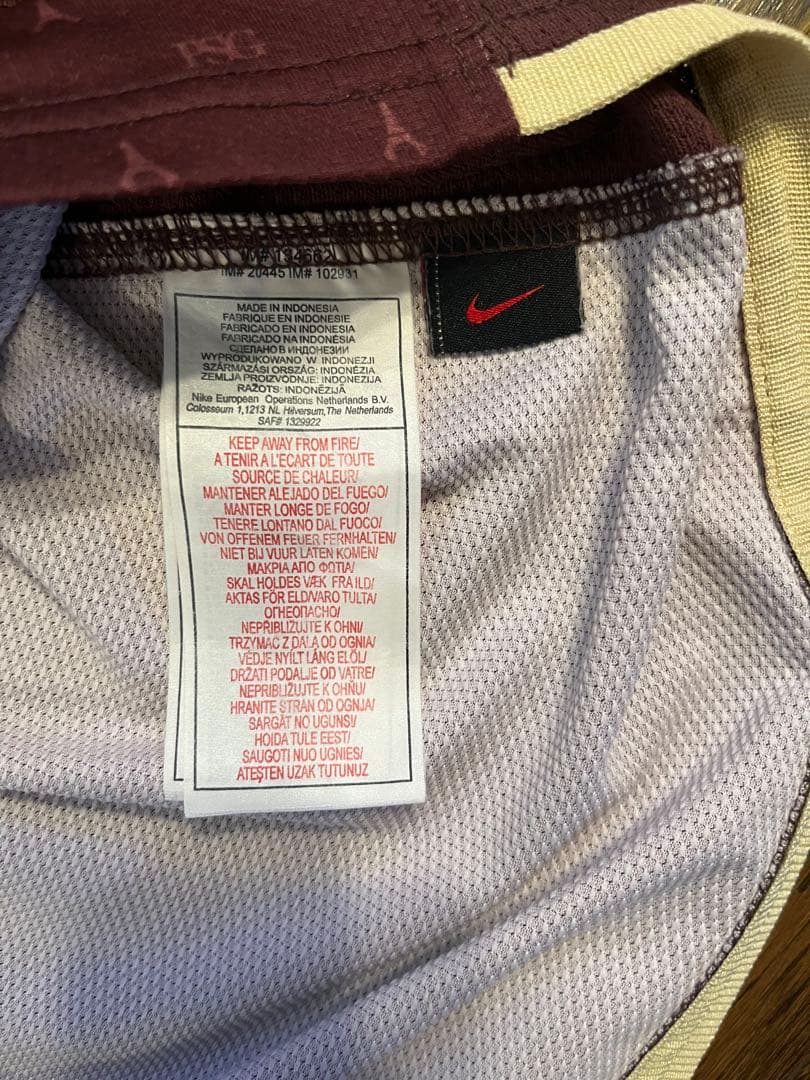 PSG
IM# 134662
IM# 20445 IM# 102931
MADE IN INDONESIA
FABRIQUE EN INDONESIE
FABRICADO EN INDONESIA
FABRICADO NA INDONÉSIA
СДЕЛАНО В ИНДОНЕЗИИ
WYPRODUKOWANO W INDONEZJI
SZÁRMAZÁSI ORSZÁG: INDONÉZIA
ZEMLJA PROIZVODNJE: INDONEZIJA
RAŽOTS: INDONĒZIJĀ
Nike European Operations Netherlands B.V.
Colosseum 1,1213 NL Hilversum,The Netherlands
SAF# 1329922
KEEP AWAY FROM FIRE/
A TENIR A L'ECART DE TOUTE
SOURCE DE CHALEUR/
MANTENER ALEJADO DEL FUEGO/
MANTER LONGE DE FOGO/
TENERE LONTANO DAL FUOCO/
VON OFFENEM FEUER FERNHALTEN/
NIET BIJ VUUR LATEN KOMEN/
ΜΑΚΡΙΑ ΑΠΟ ΦΩΤΙΑ/
SKAL HOLDES VÆK FRA ILD/
AKTAS FÖR ELD/VARO TULTA/
ОГНЕОПАСНО/
NEPŘIBLIŽUJTE K OHNI/
TRZYMAĆ Z DALA OD OGNIA/
VÉDJE NYÍLT LÁNG ELŐL/
DRŽATI PODALJE OD VATRE/
NEPRIBLIŽUJTE K OHŇU/
HRANITE STRAN OD OGNJA/
SARGĀT NO UGUNS/
HOIDA TULE EEST/
SAUGOTI NUO UGNIES/
ATEŞTEN UZAK TUTUNUZ